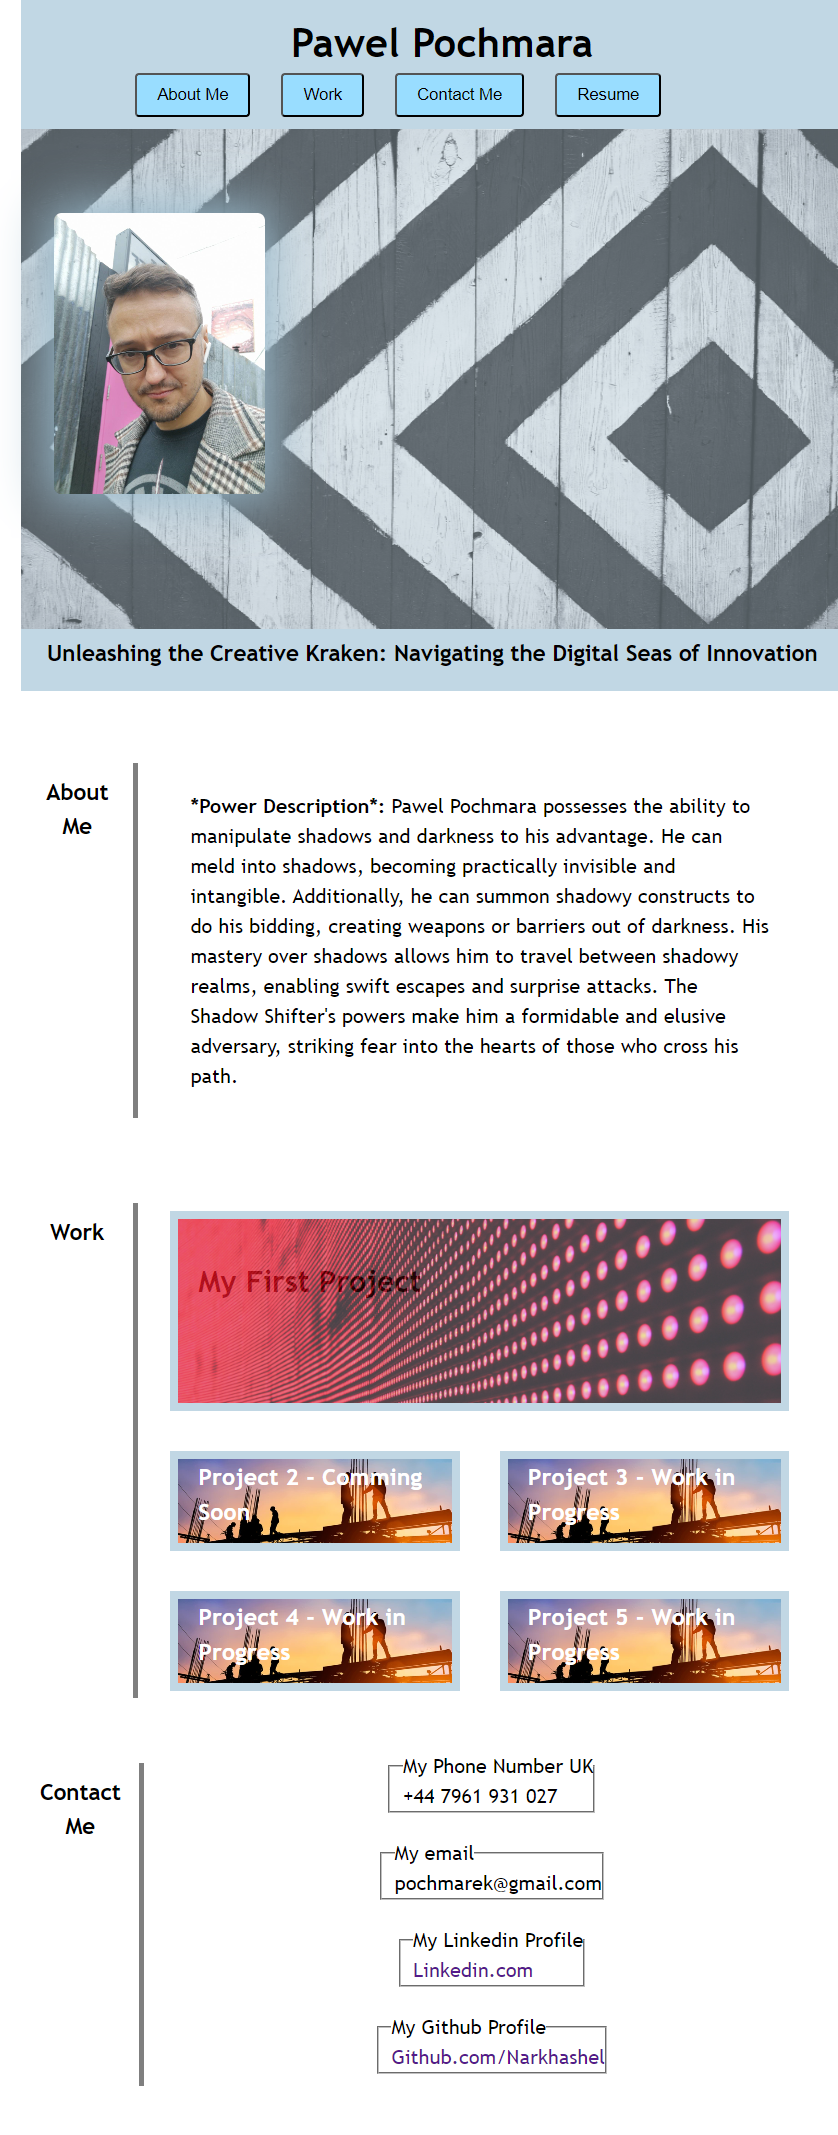 Pawel Pochmara
About Me
Work
Contact Me
Resume
Unleashing the Creative Kraken: Navigating the Digital Seas of Innovation
About
Me
*Power Description*: Pawel Pochmara possesses the ability to
manipulate shadows and darkness to his advantage. He can
meld into shadows, becoming practically invisible and
intangible. Additionally, he can summon shadowy constructs to
do his bidding, creating weapons or barriers out of darkness. His
mastery over shadows allows him to travel between shadowy
realms, enabling swift escapes and surprise attacks. The
Shadow Shifter's powers make him a formidable and elusive
adversary, striking fear into the hearts of those who cross his
path.
Work
My First Project
Project 2 - Comming
Soon
Project 3 - Work in
Progress
Project 4 - Work in
Progress
Project 5 - Work in
Progress
Contact
Me
My Phone Number UK
+44 7961 931 027
My email
pochmarek@gmail.com
My Linkedin Profile
Linkedin.com
My Github Profile
Github.com/Narkhashel